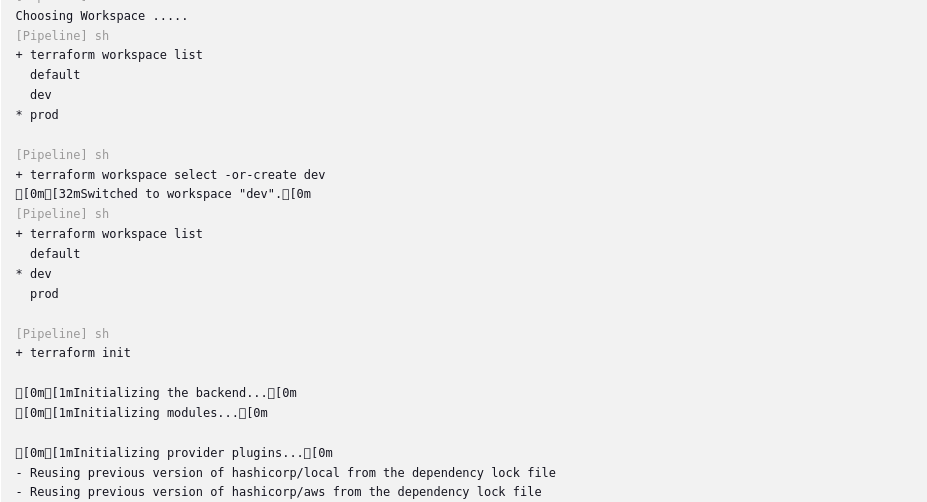 Choosing Workspace .....
[Pipeline] sh
+ terraform workspace list
  default
  dev
* prod

[Pipeline] sh
+ terraform workspace select -or-create dev
□[0m□[32mSwitched to workspace "dev".□[0m
[Pipeline] sh
+ terraform workspace list
  default
* dev
  prod

[Pipeline] sh
+ terraform init

□[0m□[1mInitializing the backend...□[0m
□[0m□[1mInitializing modules...□[0m

□[0m□[1mInitializing provider plugins...□[0m
- Reusing previous version of hashicorp/local from the dependency lock file
- Reusing previous version of hashicorp/aws from the dependency lock file